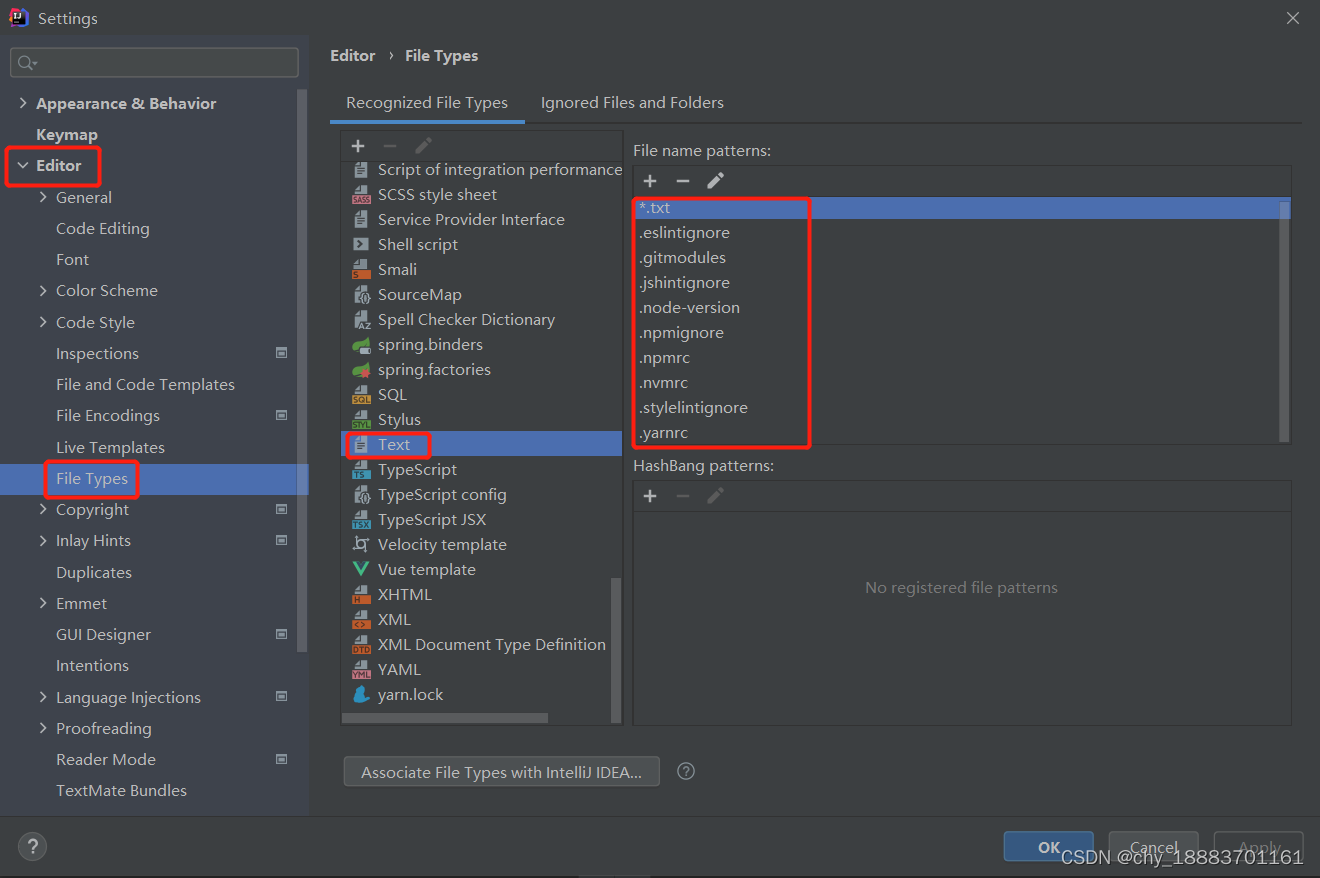 Settings
Appearance & Behavior
Keymap
Editor
General
Code Editing
Font
Color Scheme
Code Style
Inspections
File and Code Templates
File Encodings
Live Templates
File Types
Copyright
Inlay Hints
Duplicates
Emmet
GUI Designer
Intentions
Language Injections
Proofreading
Reader Mode
TextMate Bundles
Editor › File Types
Recognized File Types
Ignored Files and Folders
Script of integration performance
SCSS style sheet
Service Provider Interface
Shell script
Smali
SourceMap
Spell Checker Dictionary
spring.binders
spring.factories
SQL
Stylus
Text
TypeScript
TypeScript config
TypeScript JSX
Velocity template
Vue template
XHTML
XML
XML Document Type Definition
YAML
yarn.lock
File name patterns:
*.txt
.eslintignore
.gitmodules
.jshintignore
.node-version
.npmignore
.npmrc
.nvmrc
.stylelintignore
.yarnrc
HashBang patterns:
No registered file patterns
Associate File Types with IntelliJ IDEA...
?
?
OK
Cancel
Apply
CSDN @chy_18883701161